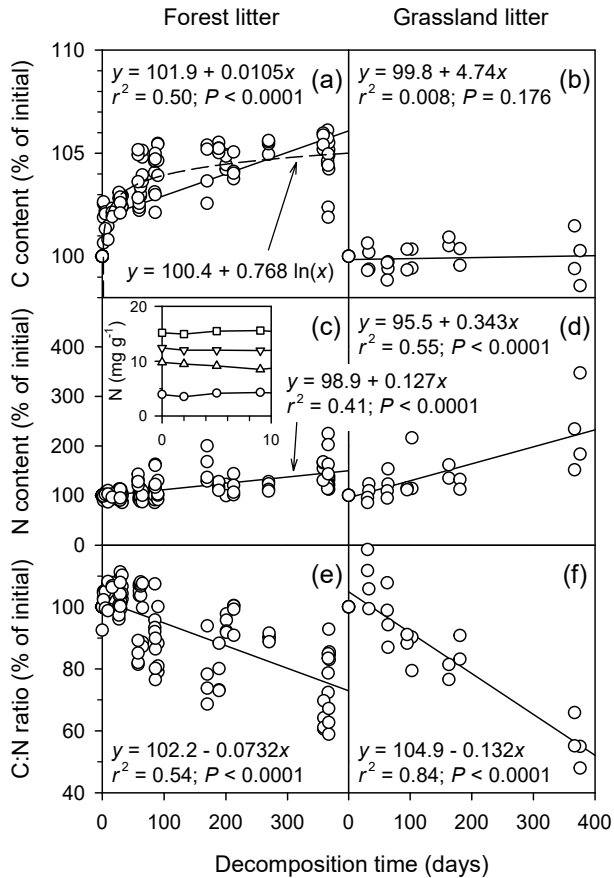 Forest litter
Grassland litter
110
y = 101.9 + 0.0105x
(a)
r² = 0.50; P < 0.0001
y = 99.8 + 4.74x
(b)
r² = 0.008; P = 0.176
105
100
y = 100.4 + 0.768 ln(x)
C content (% of initial)
20
10
0
N (mg g⁻¹)
0
10
(c)
95.5 + 0.343x
(d)
r² = 0.55; P < 0.0001
y = 98.9 + 0.127x
r² = 0.41; P < 0.0001
400
300
200
100
0
N content (% of initial)
(e)
(f)
100
80
60
40
C:N ratio (% of initial)
y = 102.2 - 0.0732x
r² = 0.54; P < 0.0001
y = 104.9 - 0.132x
r² = 0.84; P < 0.0001
0 100 200 300 0 100 200 300 400
Decomposition time (days)